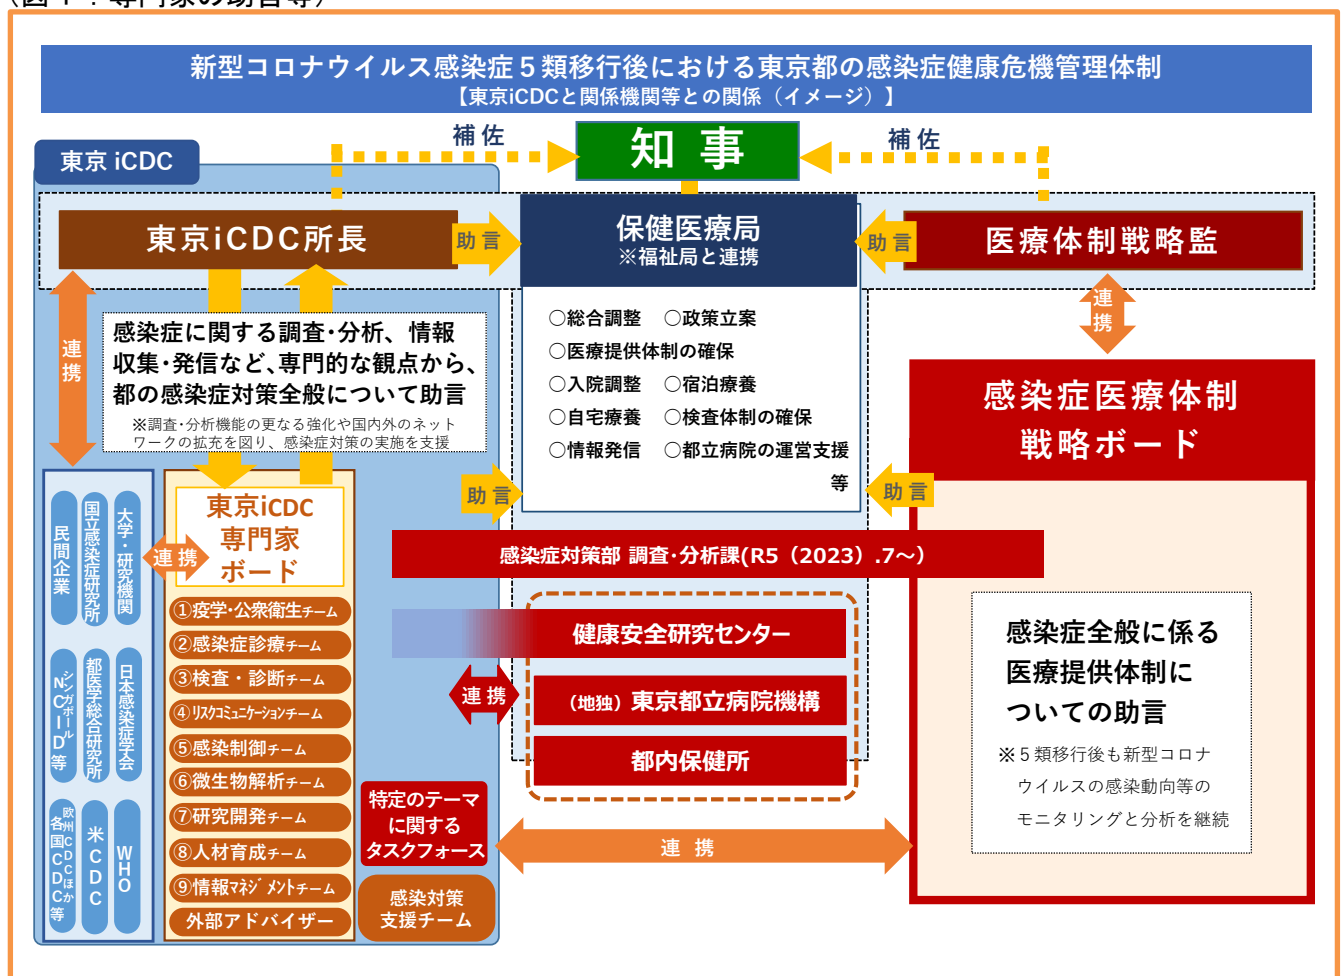 （図１：専門家の助言等）
新型コロナウイルス感染症５類移行後における東京都の感染症健康危機管理体制
【東京iCDCと関係機関等との関係（イメージ）】
補佐
知 事
補佐
東京 iCDC
東京iCDC所長
助言
保健医療局
※福祉局と連携
助言
医療体制戦略監
連携
連携
感染症に関する調査･分析、情報
収集･発信など、専門的な観点から、
都の感染症対策全般について助言
※調査･分析機能の更なる強化や国内外のネット
ワークの拡充を図り、感染症対策の実施を支援
○総合調整　○政策立案
○医療提供体制の確保
○入院調整　○宿泊療養
○自宅療養　○検査体制の確保
○情報発信　○都立病院の運営支援
等
感染症医療体制
戦略ボード
助言
助言
民間企業
国立感染症研究所
大学・研究機関
連携
東京iCDC
専門家
ボード
感染症対策部 調査･分析課(R5（2023）.7～）
①疫学･公衆衛生チーム
②感染症診療チーム
③検査・診断チーム
④リスクコミュニケーションチーム
⑤感染制御チーム
⑥微生物解析チーム
⑦研究開発チーム
⑧人材育成チーム
⑨情報マネジメントチーム
外部アドバイザー
シンガポール
NCID等
都医学総合研究所
日本感染症学会
欧州CDCほか
各国CDC等
米CDC
WHO
健康安全研究センター
連携
（地独）東京都立病院機構
都内保健所
特定のテーマ
に関する
タスクフォース
感染対策
支援チーム
連 携
感染症全般に係る
医療提供体制に
ついての助言
※５類移行後も新型コロナ
ウイルスの感染動向等の
モニタリングと分析を継続